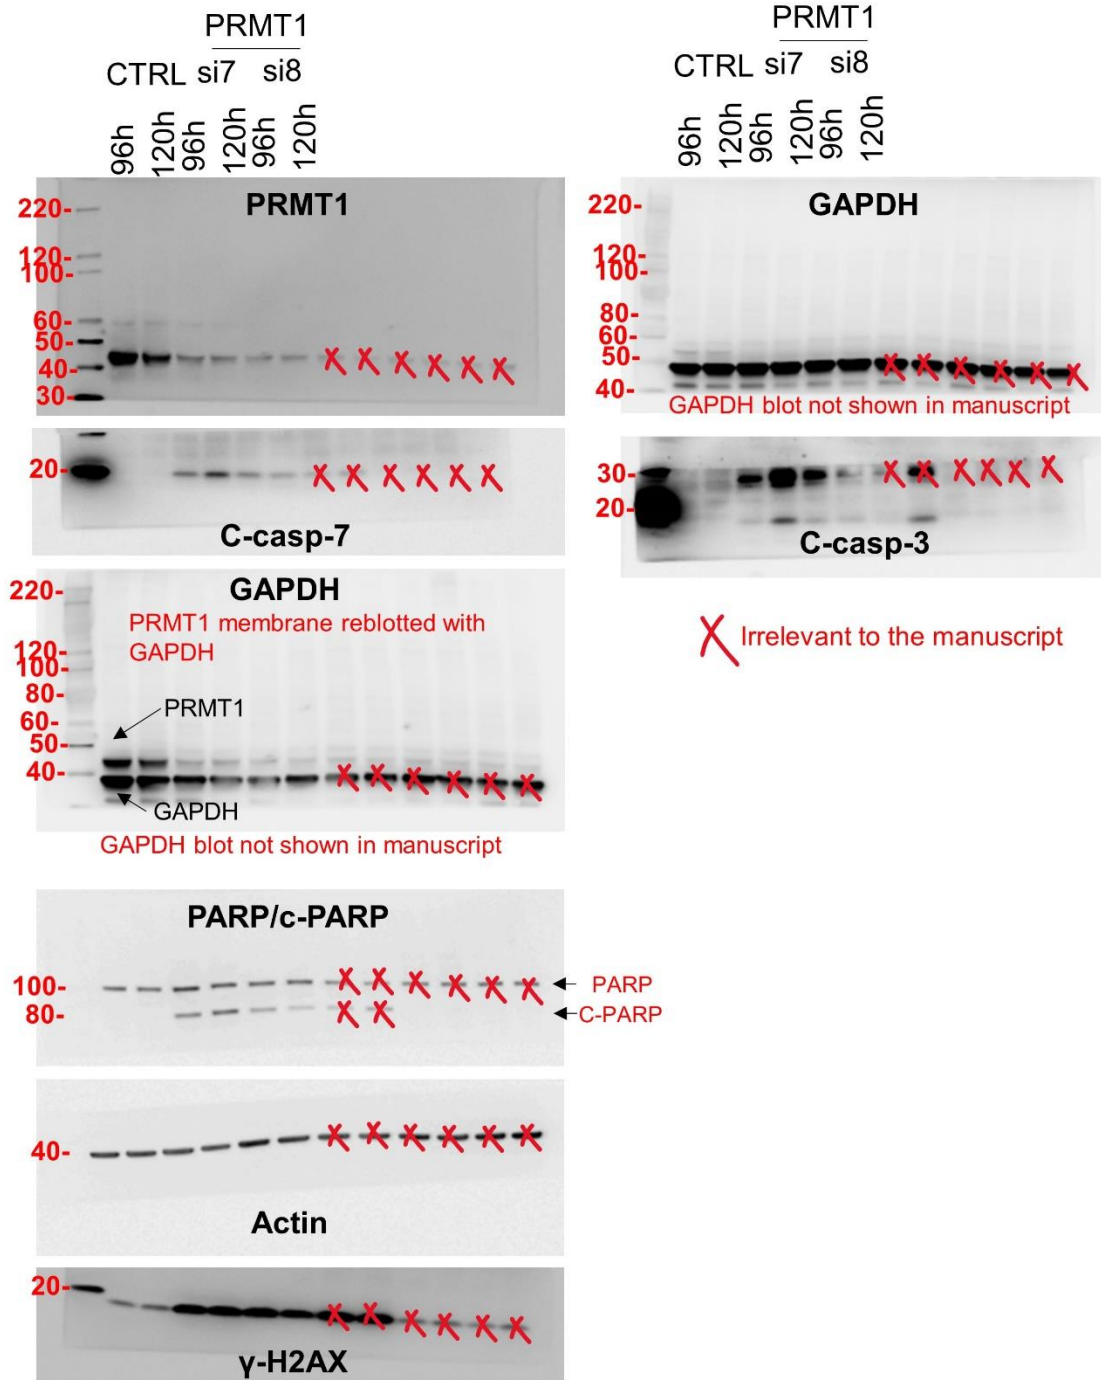 PRMT1
CTRL si7 si8
96h 120h 96h 120h 96h 120h
PRMT1
220-
120-
100-
60-
50-
40-
30-
20-
C-casp-7
GAPDH
PRMT1 membrane reblotted with
GAPDH
220-
120-
100-
80-
60-
50-
40-
PRMT1
GAPDH
GAPDH blot not shown in manuscript
PARP/c-PARP
100-
80-
PARP
C-PARP
40-
Actin
20-
γ-H2AX
PRMT1
CTRL si7 si8
96h 120h 96h 120h 96h 120h
GAPDH
220-
120-
100-
80-
60-
50-
40-
GAPDH blot not shown in manuscript
30-
20-
C-casp-3
X Irrelevant to the manuscript